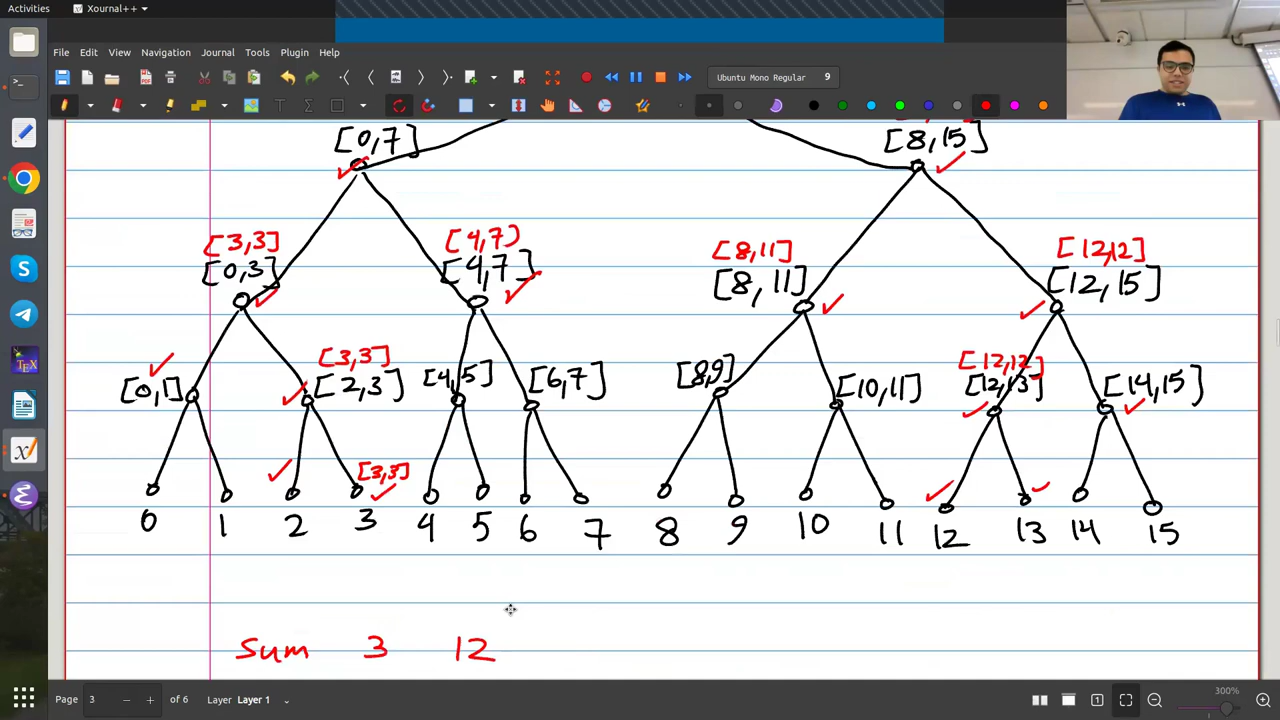 Activities Xournal++
File Edit View Navigation Journal Tools Plugin Help
Ubuntu Mono Regular 9
[0,7] [8,15]
[3,3] [4,7] [8,11] [12,12]
[0,3] [4,7] [8,11] [12,15]
[3,3] [12,12]
[0,1] [2,3] [4,5] [6,7] [8,9] [10,11] [12,13] [14,15]
[3,3]
0 1 2 3 4 5 6 7 8 9 10 11 12 13 14 15
Sum 3 12
Page 3 of 6 Layer Layer 1 300%